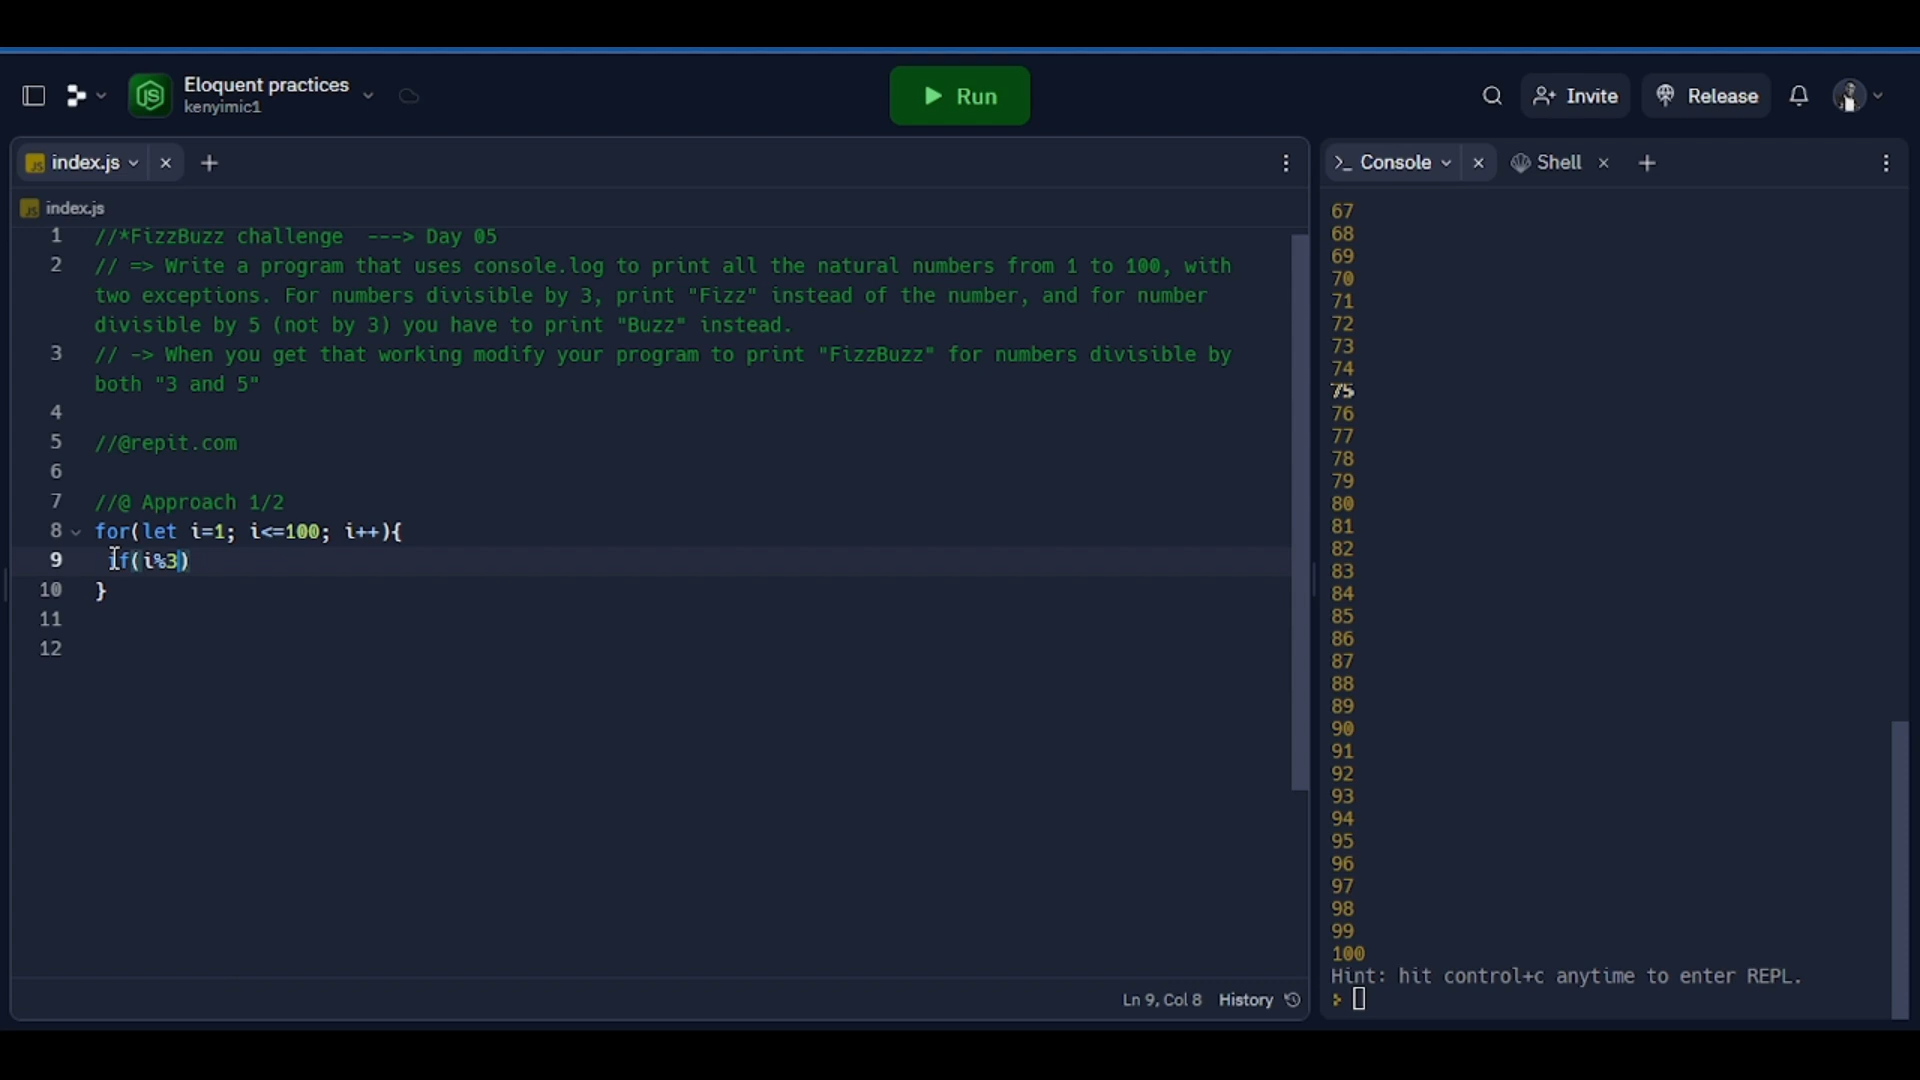 Eloquent practices
kenyimic1
Run
Invite
Release
index.js
Console
Shell
index.js
1 //*FizzBuzz challenge ---> Day 05
2 // => Write a program that uses console.log to print all the natural numbers from 1 to 100, with
two exceptions. For numbers divisible by 3, print "Fizz" instead of the number, and for number
divisible by 5 (not by 3) you have to print "Buzz" instead.
3 // -> When you get that working modify your program to print "FizzBuzz" for numbers divisible by
both "3 and 5"
4
5 //@repit.com
6
7 //@ Approach 1/2
8 for(let i=1; i<=100; i++){
9 if(i%3)
10 }
11
12
Ln 9, Col 8 History
67
68
69
70
71
72
73
74
75
76
77
78
79
80
81
82
83
84
85
86
87
88
89
90
91
92
93
94
95
96
97
98
99
100
Hint: hit control+c anytime to enter REPL.